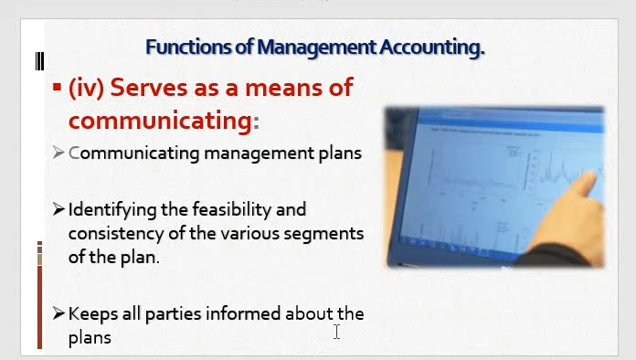 Functions of Management Accounting.
(iv) Serves as a means of
communicating:
Communicating management plans
Identifying the feasibility and
consistency of the various segments
of the plan.
Keeps all parties informed about the
plans